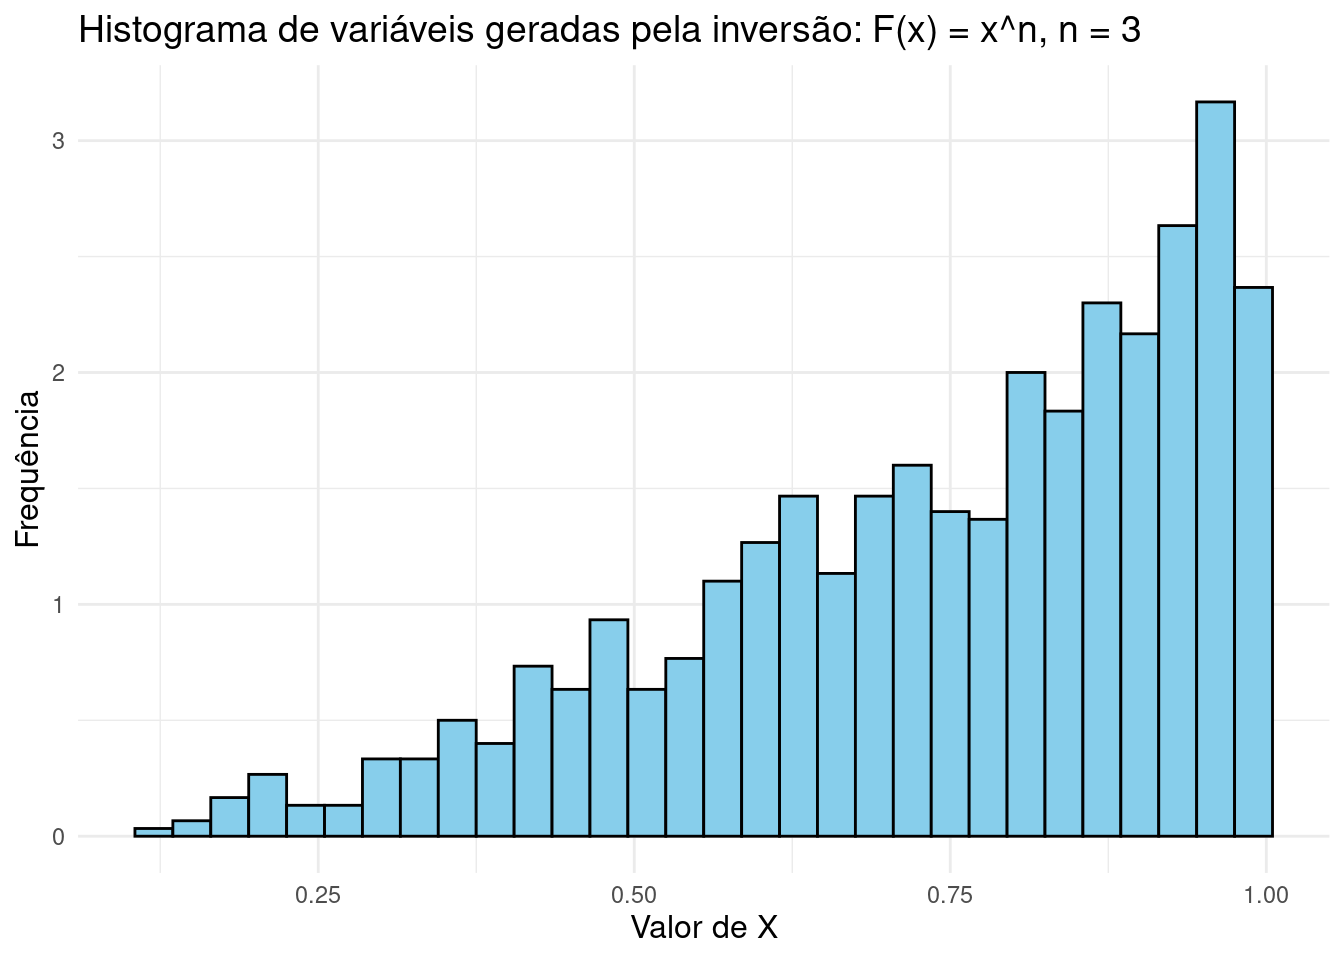 Histograma de variáveis geradas pela inversão: F(x) = x^n, n = 3
3
2
1
0
Frequência
0.25 0.50 0.75 1.00
Valor de X